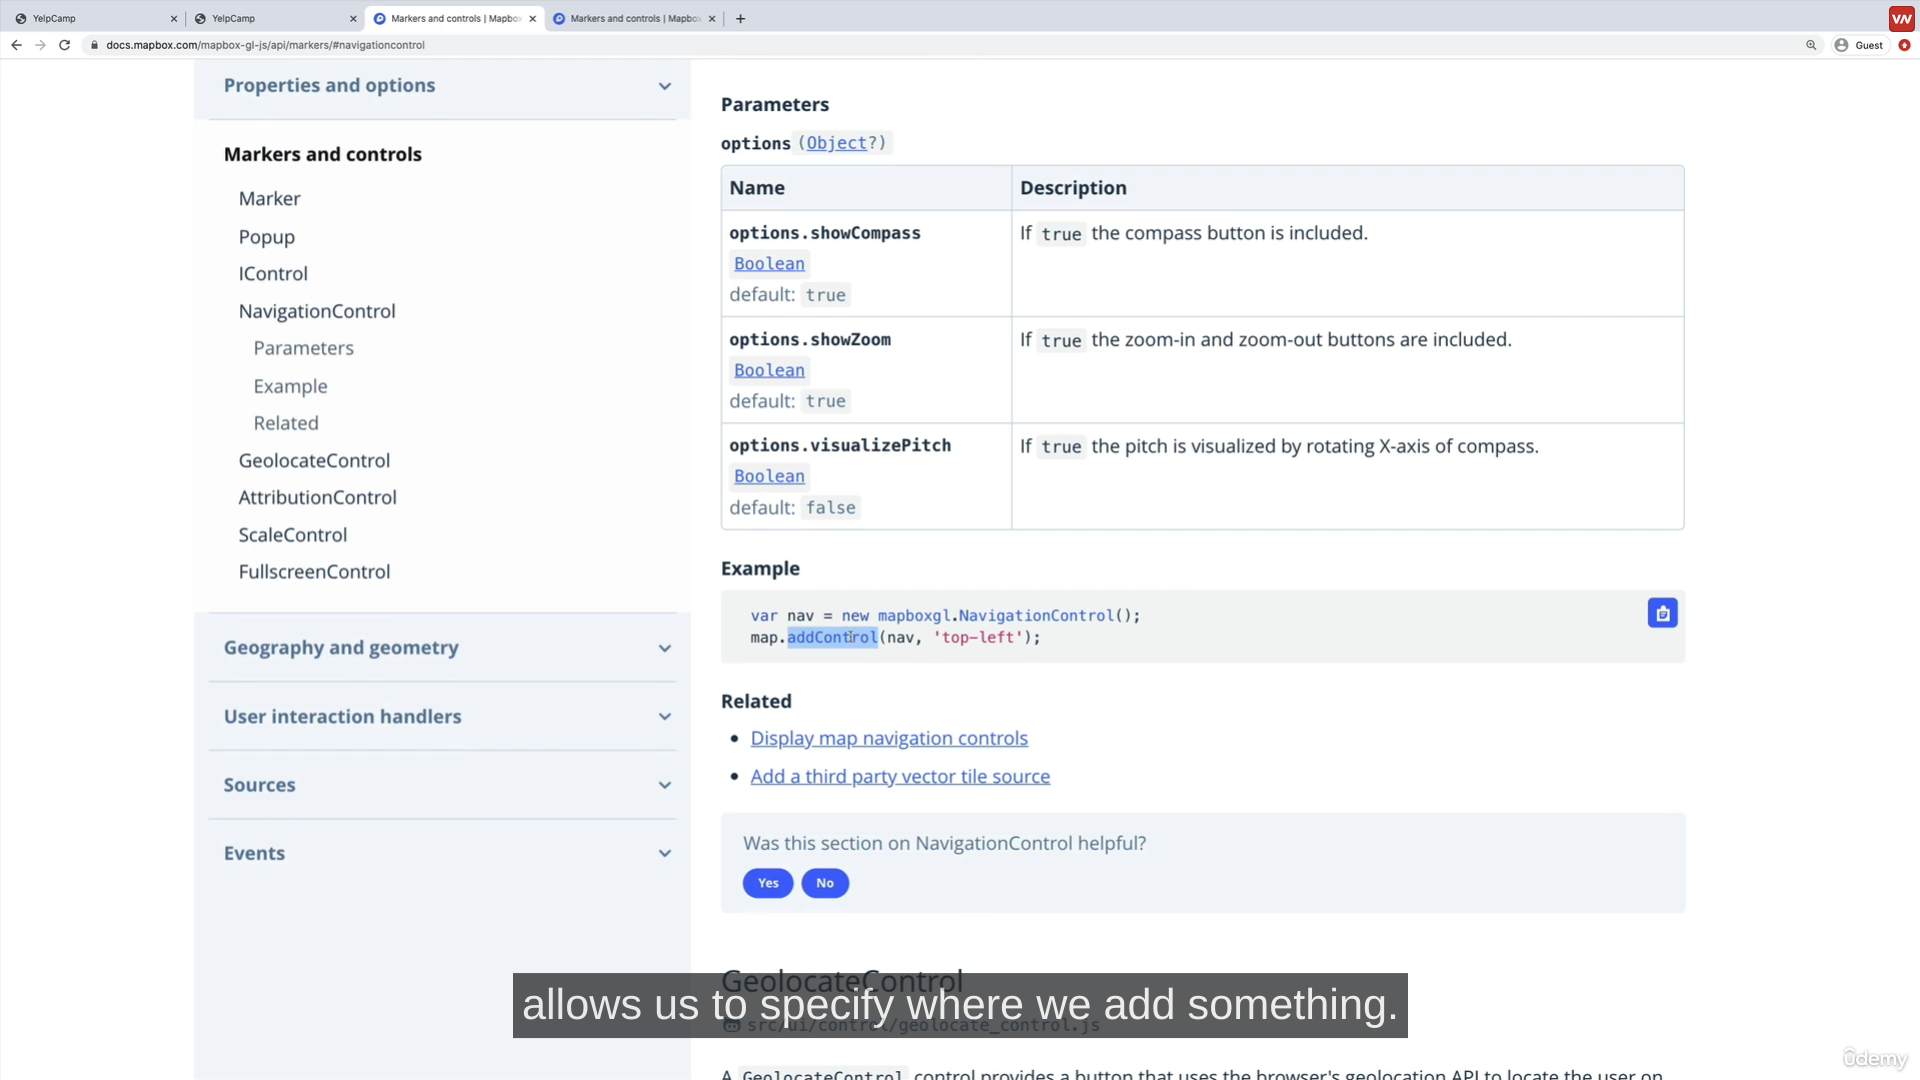 YelpCamp
YelpCamp
Markers and controls | Mapbox
Markers and controls | Mapbox
docs.mapbox.com/mapbox-gl-js/api/markers/#navigationcontrol
Guest
Properties and options
Markers and controls
Marker
Popup
IControl
NavigationControl
Parameters
Example
Related
GeolocateControl
AttributionControl
ScaleControl
FullscreenControl
Geography and geometry
User interaction handlers
Sources
Events
Parameters
options (Object?)
Name Description
options.showCompass If true the compass button is included.
Boolean
default: true
options.showZoom If true the zoom-in and zoom-out buttons are included.
Boolean
default: true
options.visualizePitch If true the pitch is visualized by rotating X-axis of compass.
Boolean
default: false
Example
var nav = new mapboxgl.NavigationControl();
map.addControl(nav, 'top-left');
Related
• Display map navigation controls
• Add a third party vector tile source
Was this section on NavigationControl helpful?
Yes No
GeolocateControl
allows us to specify where we add something.
src/ui/control/geolocate_control.js
A GeolocateControl control provides a button that uses the browser's geolocation API to locate the user on
ûdemy